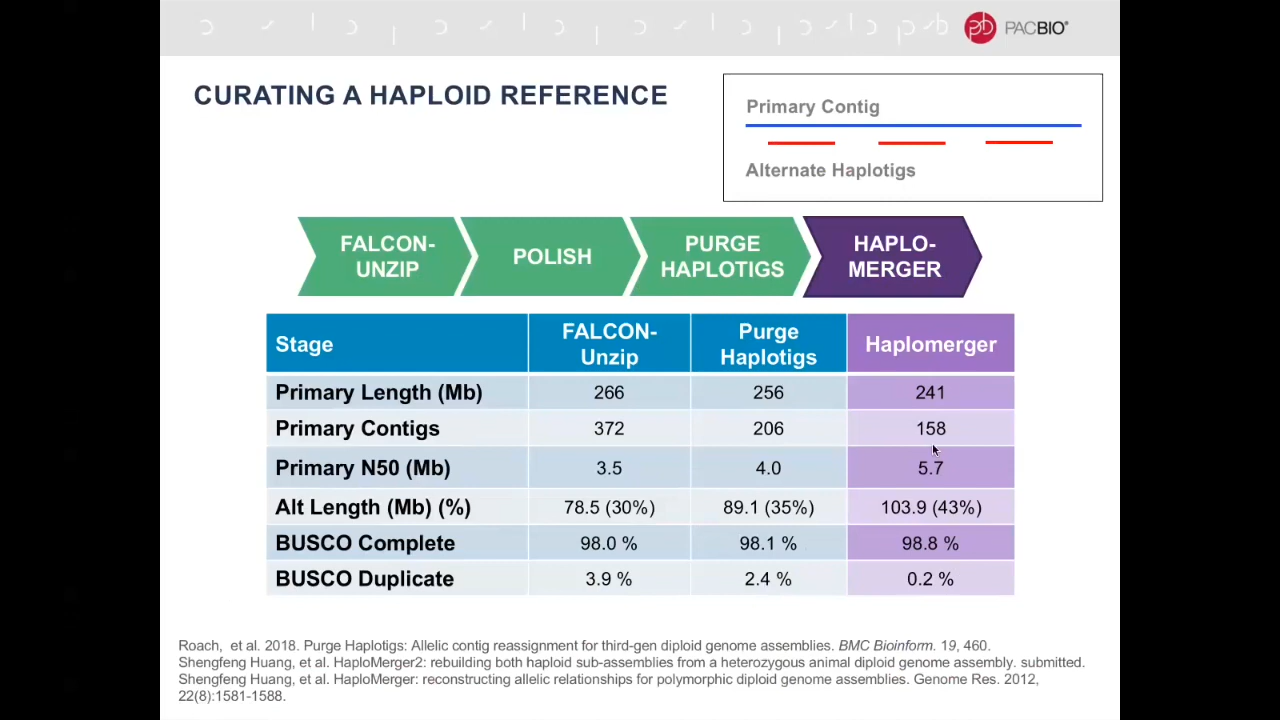 PACBIO®
CURATING A HAPLOID REFERENCE
Primary Contig
Alternate Haplotigs
FALCON-
UNZIP
POLISH
PURGE
HAPLOTIGS
HAPLO-
MERGER
Stage
FALCON-
Unzip
Purge
Haplotigs
Haplomerger
Primary Length (Mb) 266 256 241
Primary Contigs 372 206 158
Primary N50 (Mb) 3.5 4.0 5.7
Alt Length (Mb) (%) 78.5 (30%) 89.1 (35%) 103.9 (43%)
BUSCO Complete 98.0 % 98.1 % 98.8 %
BUSCO Duplicate 3.9 % 2.4 % 0.2 %
Roach, et al. 2018. Purge Haplotigs: Allelic contig reassignment for third-gen diploid genome assemblies. BMC Bioinform. 19, 460.
Shengfeng Huang, et al. HaploMerger2: rebuilding both haploid sub-assemblies from a heterozygous animal diploid genome assembly. submitted.
Shengfeng Huang, et al. HaploMerger: reconstructing allelic relationships for polymorphic diploid genome assemblies. Genome Res. 2012,
22(8):1581-1588.